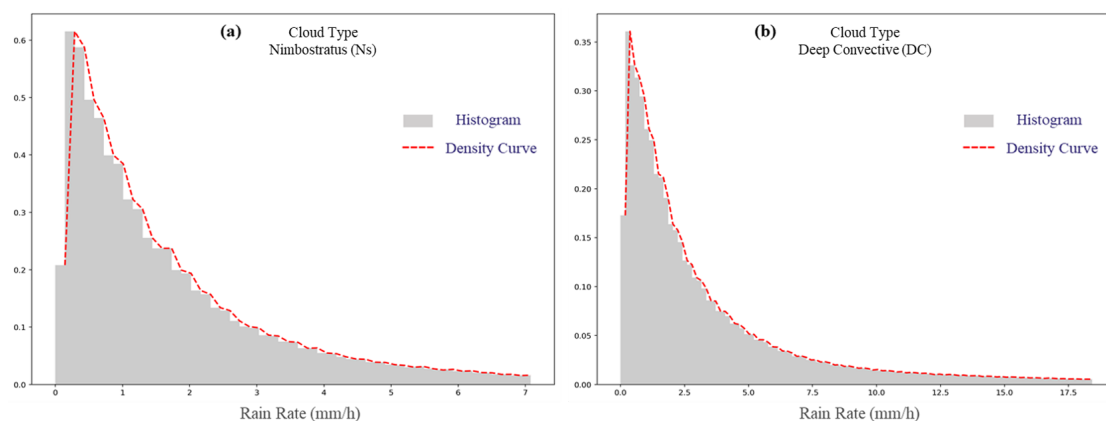 (a)
Cloud Type
Nimbostratus (Ns)
Histogram
Density Curve
0.6
0.5
0.4
0.3
0.2
0.1
0.0
0 1 2 3 4 5 6 7
Rain Rate (mm/h)
(b)
Cloud Type
Deep Convective (DC)
Histogram
Density Curve
0.35
0.30
0.25
0.20
0.15
0.10
0.05
0.00
0.0 2.5 5.0 7.5 10.0 12.5 15.0 17.5
Rain Rate (mm/h)